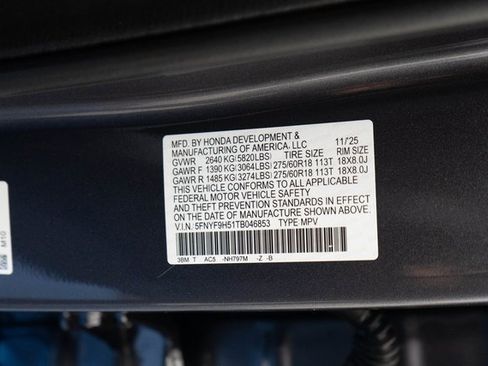 MFD. BY HONDA DEVELOPMENT & 11/'25
MANUFACTURING OF AMERICA, LLC
GVWR 2640 KG(5820LBS) TIRE SIZE RIM SIZE
GAWR F 1390 KG(3064LBS) 275/60R18 113T 18X8.0J
GAWR R 1485 KG(3274LBS) 275/60R18 113T 18X8.0J
THIS VEHICLE CONFORMS TO ALL APPLICABLE
FEDERAL MOTOR VEHICLE SAFETY
STANDARDS IN EFFECT
ON THE DATE OF MANUFACTURE SHOWN ABOVE.
V.I.N.: 5FNYF9H51TB046853 TYPE: MPV
3BM T AC5 -NH797M -Z -B
M10